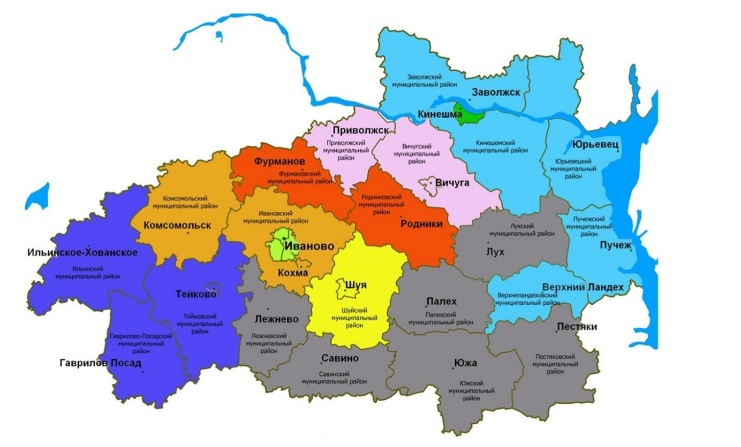 Заволжский
муниципальный район
Заволжск
Кинешма
Приволжск
Приволжский
муниципальный
район
Вичугский
муниципальный
район
Кинешемский
муниципальный район
Юрьевец
Юрьевецкий
муниципальный
район
Фурманов
Фурмановский
муниципальный район
Вичуга
Комсомольский
муниципальный район
Комсомольск
Ивановский
муниципальный район
Родниковский
муниципальный
район
Родники
Лухский
муниципальный район
Лух
Пучежский
муниципальный
район
Пучеж
Ильинское-Хованское
Ильинский
муниципальный район
Иваново
Кохма
Тейково
Тейковский
муниципальный
район
Шуя
Шуйский
муниципальный
район
Верхний Ландех
Верхнеландеховский
муниципальный район
Палех
Палехский
муниципальный район
Пестяки
Лежнево
Лежневский
муниципальный
район
Гаврилово-Посадский
муниципальный
район
Гаврилов Посад
Савино
Савинский
муниципальный район
Южа
Южский
муниципальный
район
Пестяковский
муниципальный
район